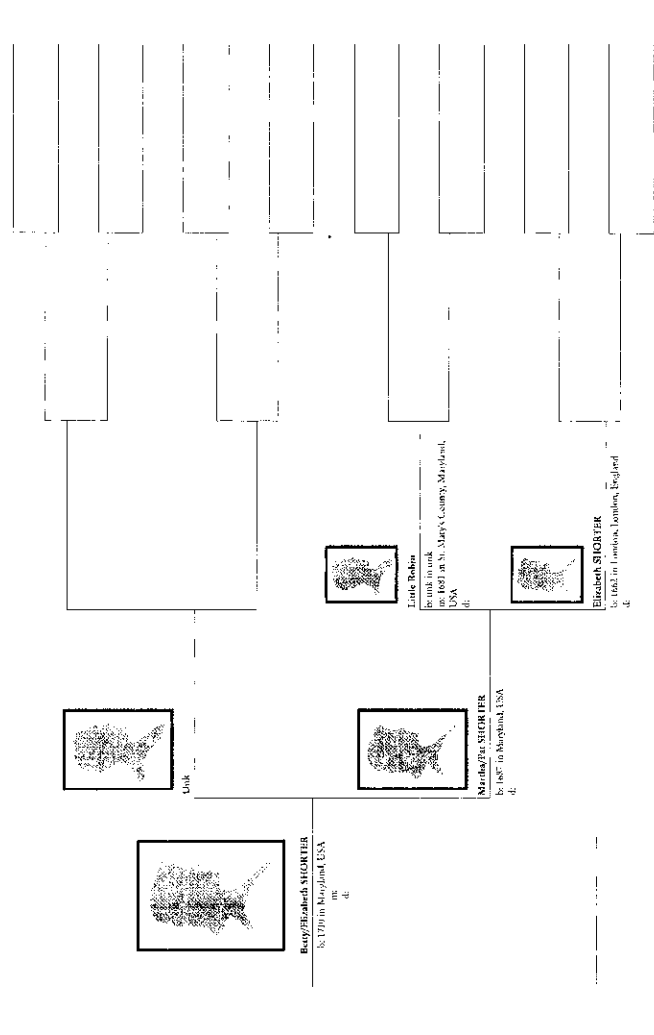 Betty/Elizabeth SHORTER
b: 1710 in Maryland, USA
m:
d:
Unk
Martha/Pat SHORTER
b: 1687 in Maryland, USA
d:
Little Robin
b: unk in unk
m: 1681 in St. Mary's County, Maryland,
USA
d:
Elizabeth SHORTER
b: 1662 in London, London, England
d: